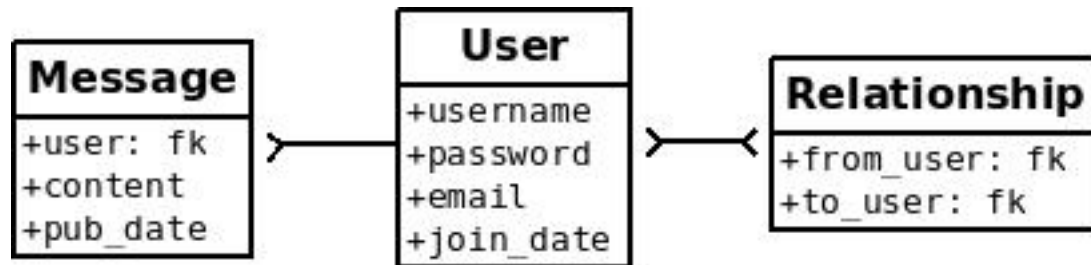 Message
+user: fk
+content
+pub_date
User
+username
+password
+email
+join_date
Relationship
+from_user: fk
+to_user: fk